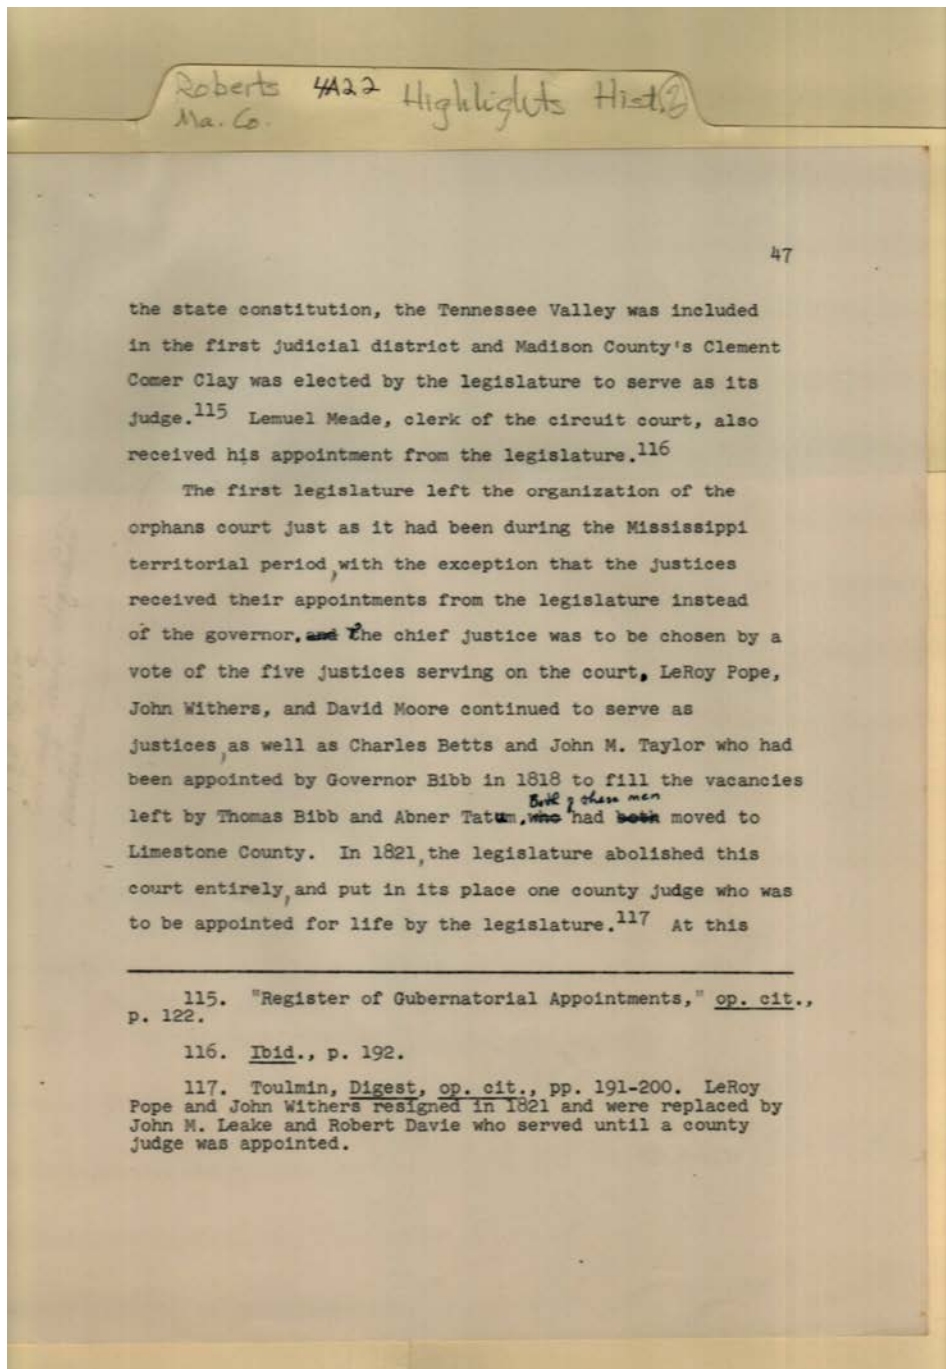 Roberts 4A22 Highlights Hist. 2
Ma. Co.
47
the state constitution, the Tennessee Valley was included
in the first judicial district and Madison County's Clement
Comer Clay was elected by the legislature to serve as its
judge.115 Lemuel Meade, clerk of the circuit court, also
received his appointment from the legislature.116
The first legislature left the organization of the
orphans court just as it had been during the Mississippi
territorial period, with the exception that the justices
received their appointments from the legislature instead
of the governor. and The chief justice was to be chosen by a
vote of the five justices serving on the court. LeRoy Pope,
John Withers, and David Moore continued to serve as
justices, as well as Charles Betts and John M. Taylor who had
been appointed by Governor Bibb in 1818 to fill the vacancies
Both of these men
left by Thomas Bibb and Abner Tatum. who had both moved to
Limestone County. In 1821, the legislature abolished this
court entirely, and put in its place one county judge who was
to be appointed for life by the legislature.117 At this
115. "Register of Gubernatorial Appointments," op. cit.,
p. 122.
116. Ibid., p. 192.
117. Toulmin, Digest, op. cit., pp. 191-200. LeRoy
Pope and John Withers resigned in 1821 and were replaced by
John M. Leake and Robert Davie who served until a county
judge was appointed.